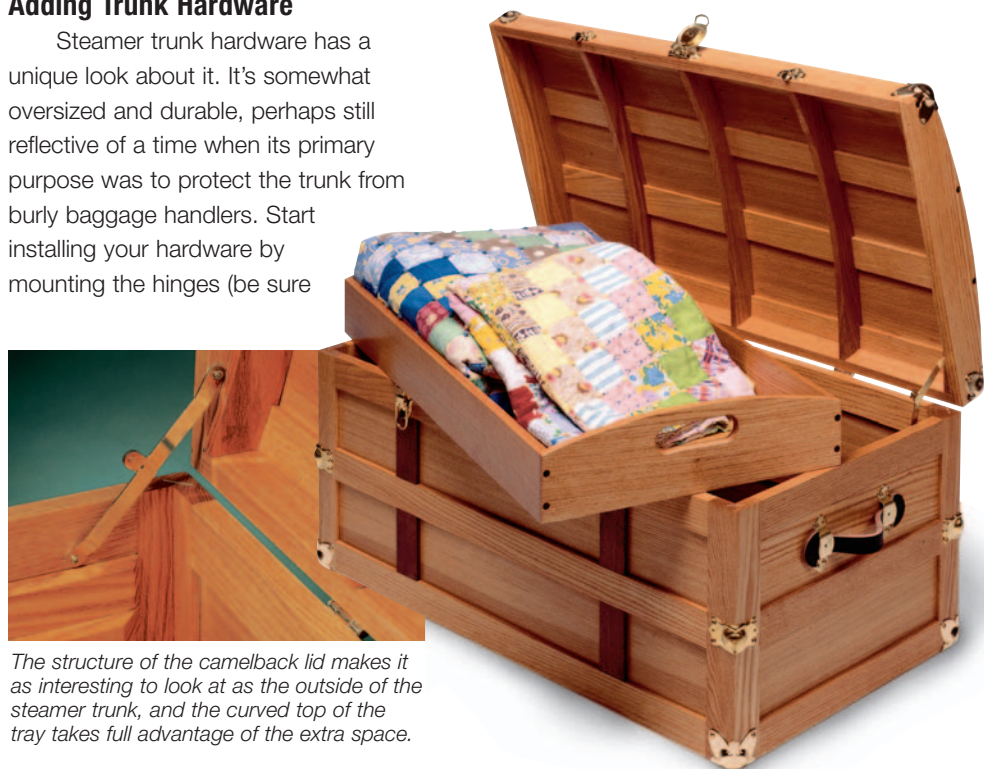 Adding Trunk Hardware
Steamer trunk hardware has a
unique look about it. It's somewhat
oversized and durable, perhaps still
reflective of a time when its primary
purpose was to protect the trunk from
burly baggage handlers. Start
installing your hardware by
mounting the hinges (be sure
The structure of the camelback lid makes it
as interesting to look at as the outside of the
steamer trunk, and the curved top of the
tray takes full advantage of the extra space.